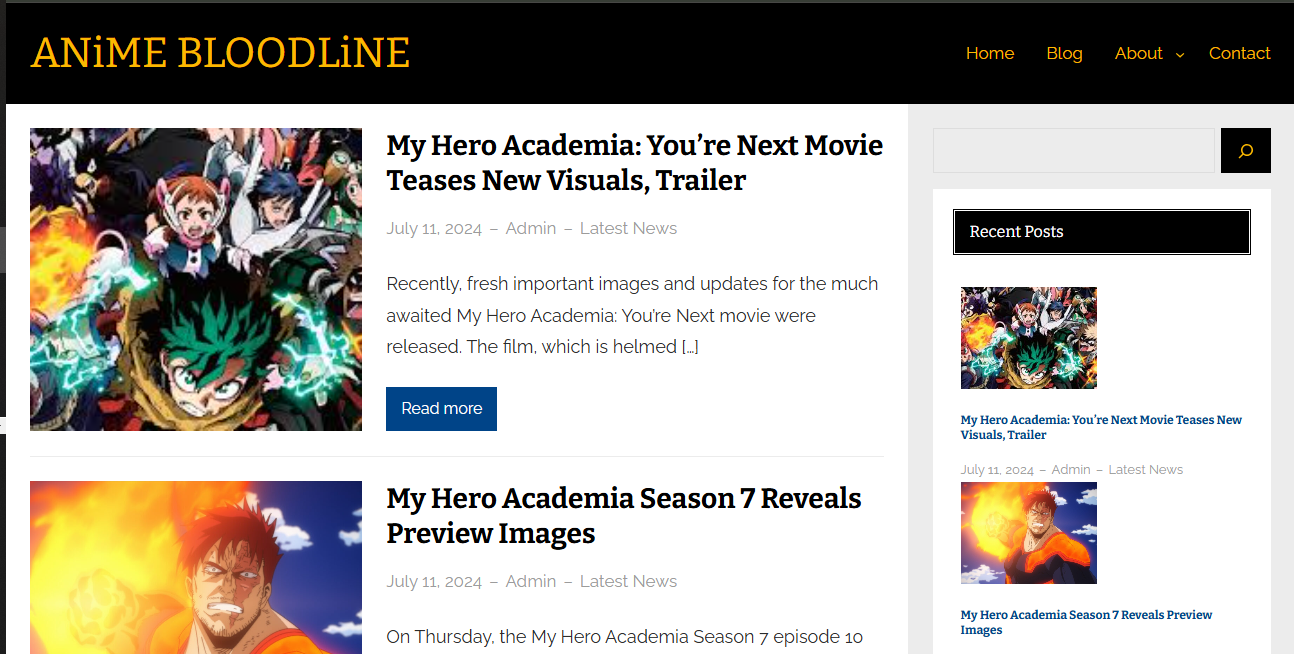 ANiME BLOODLiNE
Home Blog About Contact
My Hero Academia: You’re Next Movie
Teases New Visuals, Trailer
July 11, 2024 – Admin – Latest News
Recently, fresh important images and updates for the much
awaited My Hero Academia: You’re Next movie were
released. The film, which is helmed […]
Read more
My Hero Academia Season 7 Reveals
Preview Images
July 11, 2024 – Admin – Latest News
On Thursday, the My Hero Academia Season 7 episode 10
Recent Posts
My Hero Academia: You’re Next Movie Teases New
Visuals, Trailer
July 11, 2024 – Admin – Latest News
My Hero Academia Season 7 Reveals Preview
Images